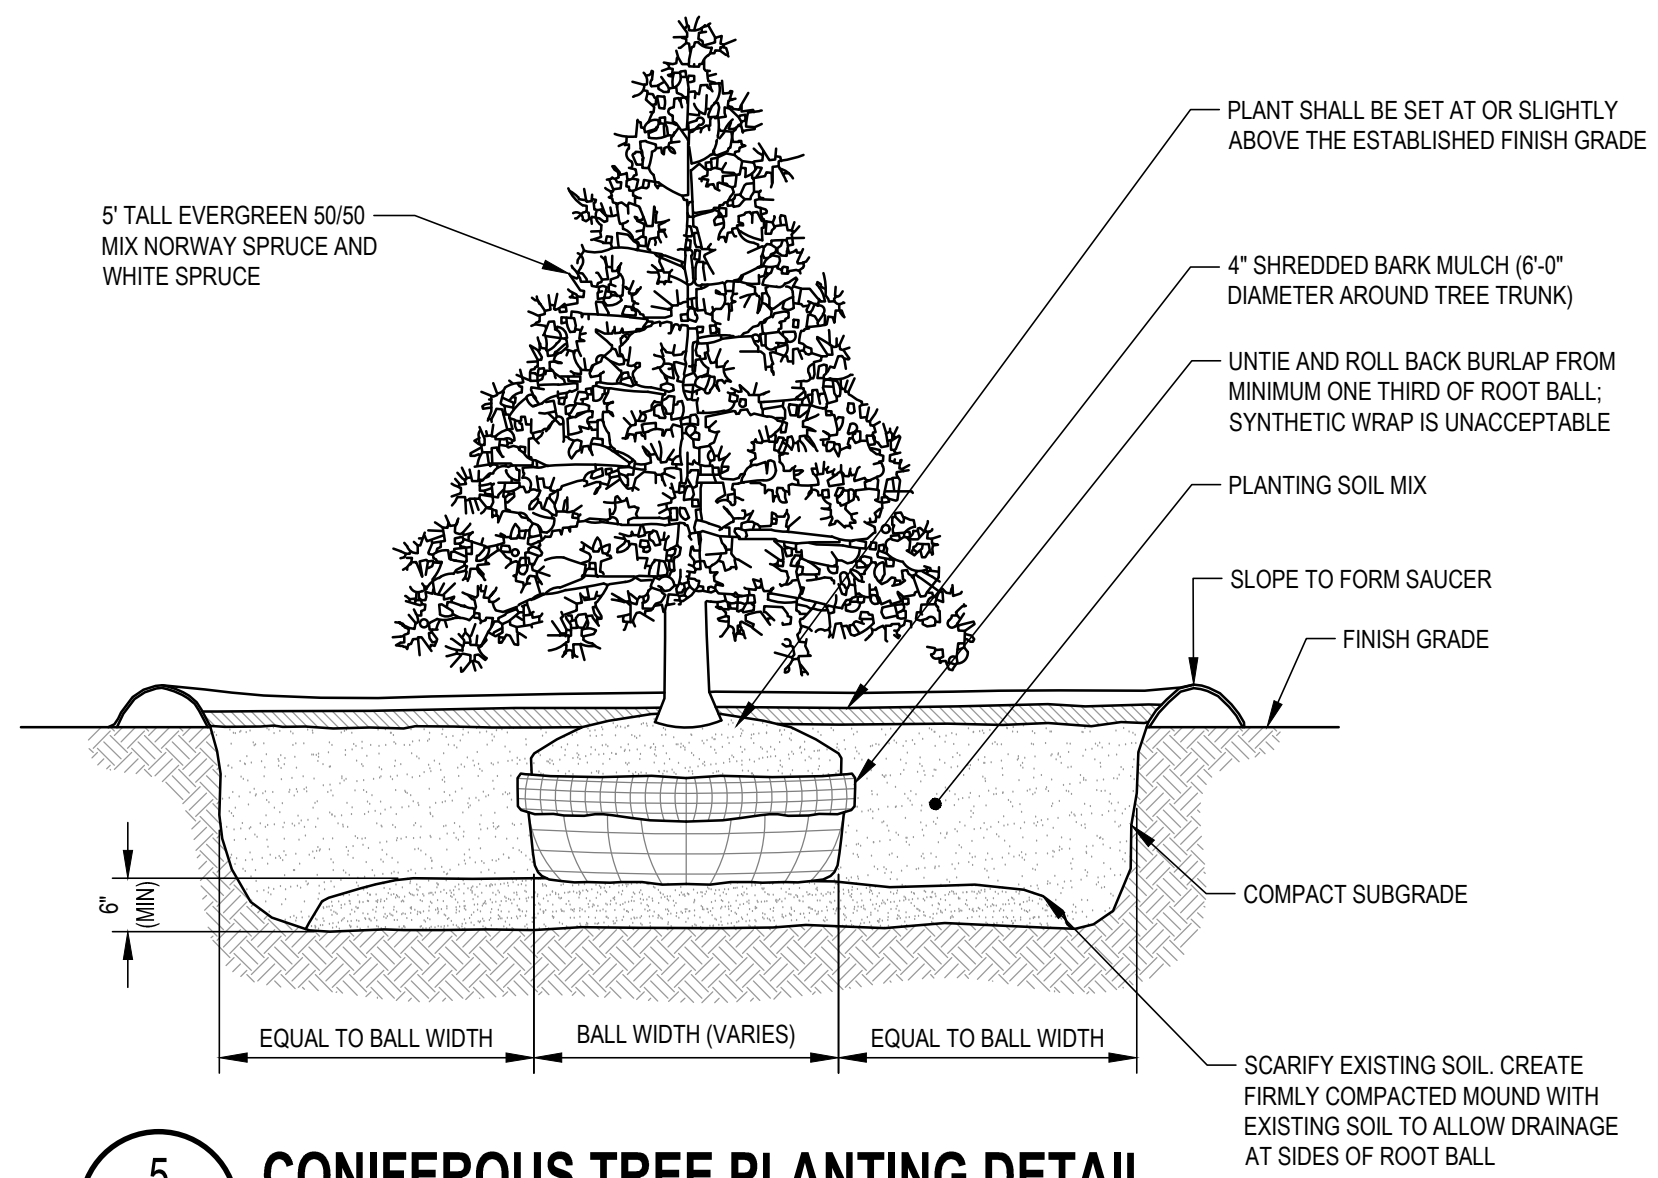 PLANT SHALL BE SET AT OR SLIGHTLY
ABOVE THE ESTABLISHED FINISH GRADE
5' TALL EVERGREEN 50/50
MIX NORWAY SPRUCE AND
WHITE SPRUCE
4" SHREDDED BARK MULCH (6'-0"
DIAMETER AROUND TREE TRUNK)
UNTIE AND ROLL BACK BURLAP FROM
MINIMUM ONE THIRD OF ROOT BALL;
SYNTHETIC WRAP IS UNACCEPTABLE
PLANTING SOIL MIX
SLOPE TO FORM SAUCER
FINISH GRADE
6"
(MIN)
COMPACT SUBGRADE
EQUAL TO BALL WIDTH
BALL WIDTH (VARIES)
EQUAL TO BALL WIDTH
SCARIFY EXISTING SOIL. CREATE
FIRMLY COMPACTED MOUND WITH
EXISTING SOIL TO ALLOW DRAINAGE
AT SIDES OF ROOT BALL
5
CONIFEROUS TREE PLANTING DETAIL